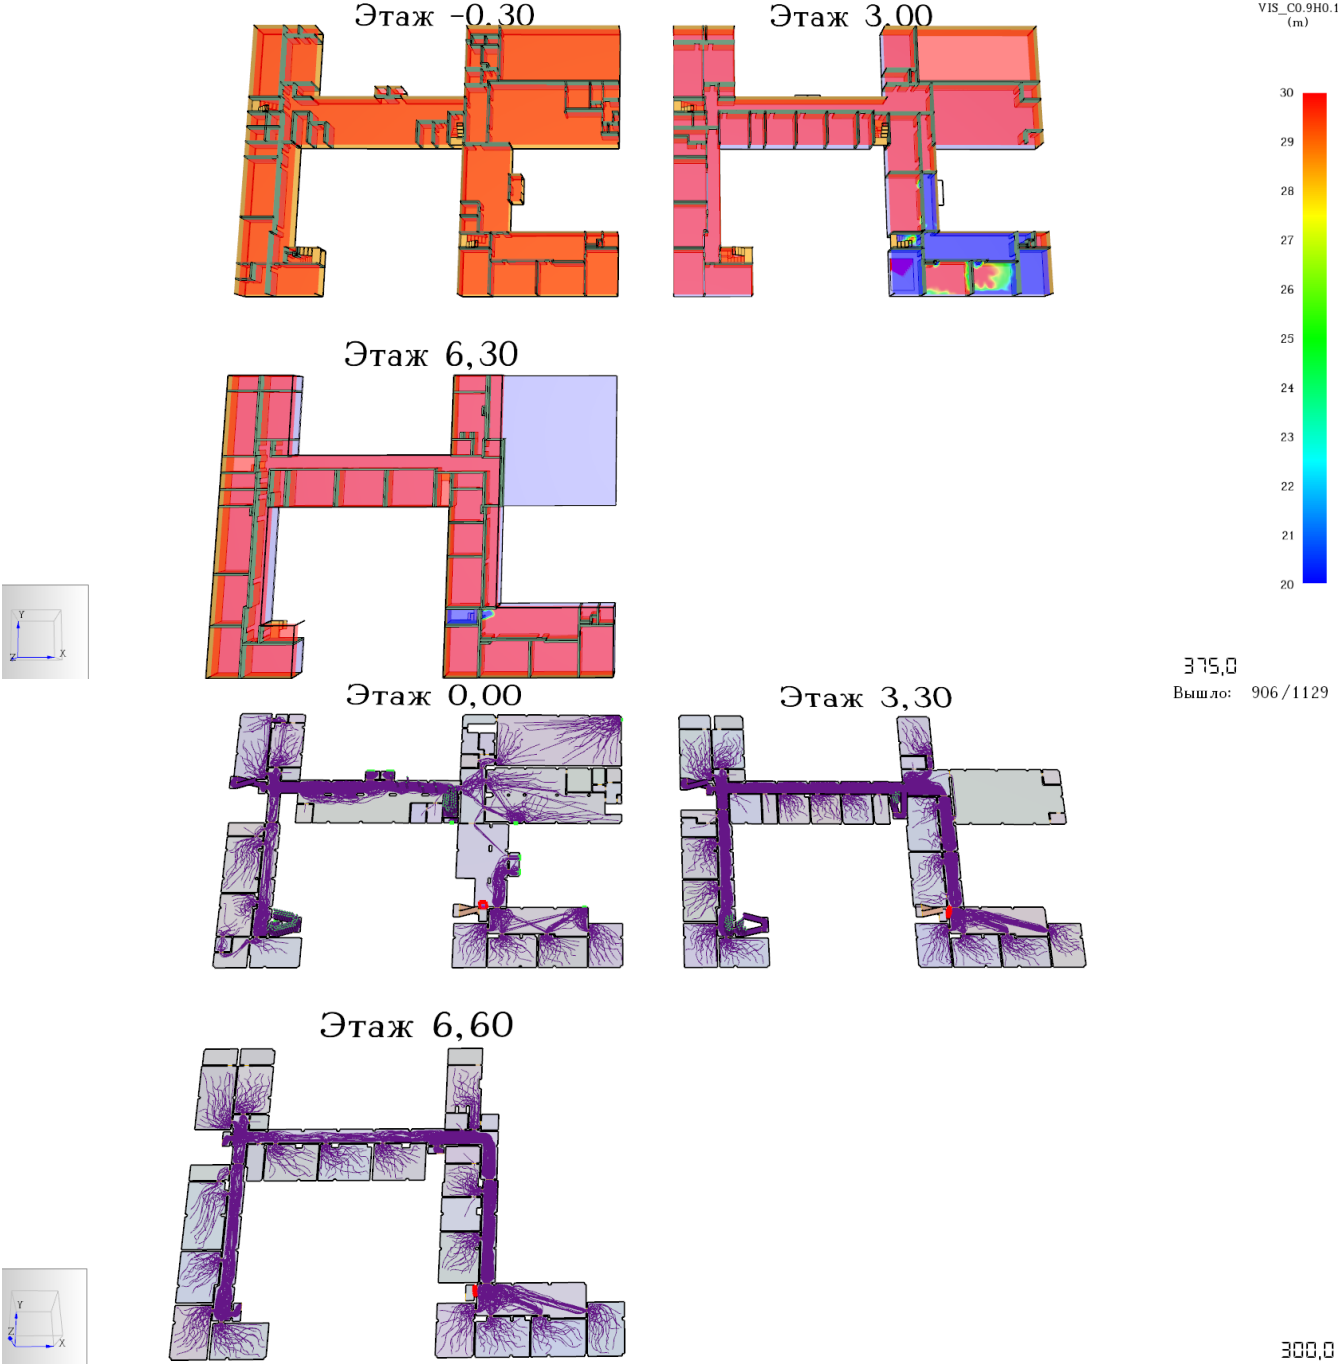 Этаж -0,30
Этаж 3,00
VIS_C0.9H0.1
(m)
30
29
28
27
26
25
24
23
22
21
20
Этаж 6,30
Y
Z
X
375,0
Вышло: 906/1129
Этаж 0,00
Этаж 3,30
Этаж 6,60
Y
Z
X
300,0